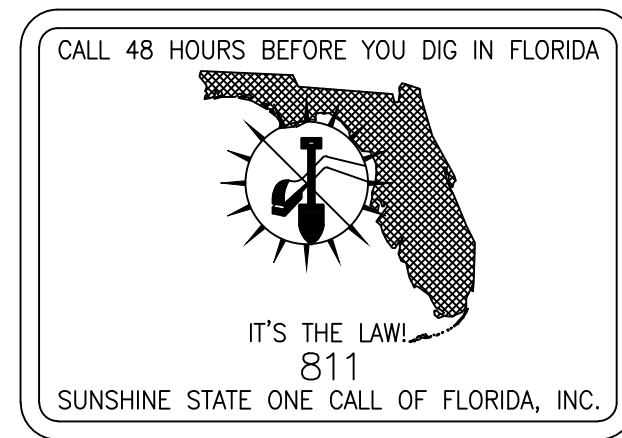 CALL 48 HOURS BEFORE YOU DIG IN FLORIDA
IT'S THE LAW!
811
SUNSHINE STATE ONE CALL OF FLORIDA, INC.